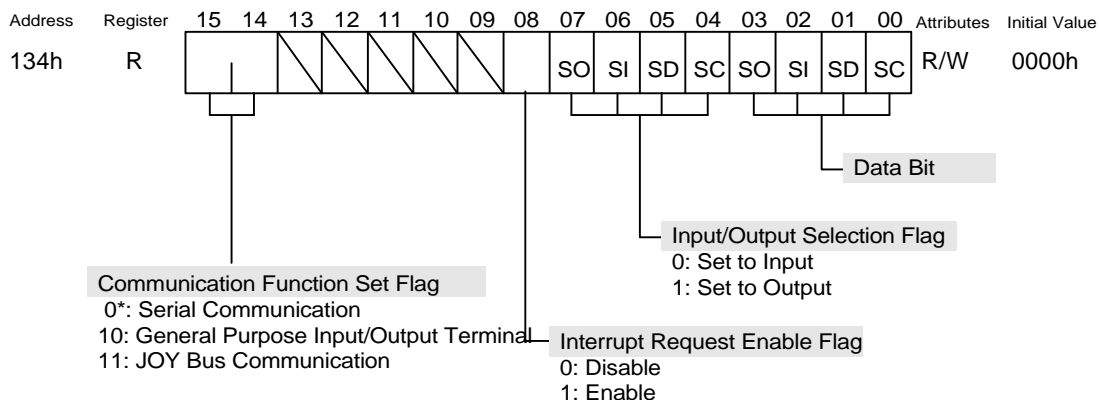 Address Register 15 14 13 12 11 10 09 08 07 06 05 04 03 02 01 00 Attributes Initial Value
134h R SO SI SD SC SO SI SD SC R/W 0000h
Data Bit
Input/Output Selection Flag
0: Set to Input
1: Set to Output
Communication Function Set Flag
0*: Serial Communication
10: General Purpose Input/Output Terminal
11: JOY Bus Communication
Interrupt Request Enable Flag
0: Disable
1: Enable